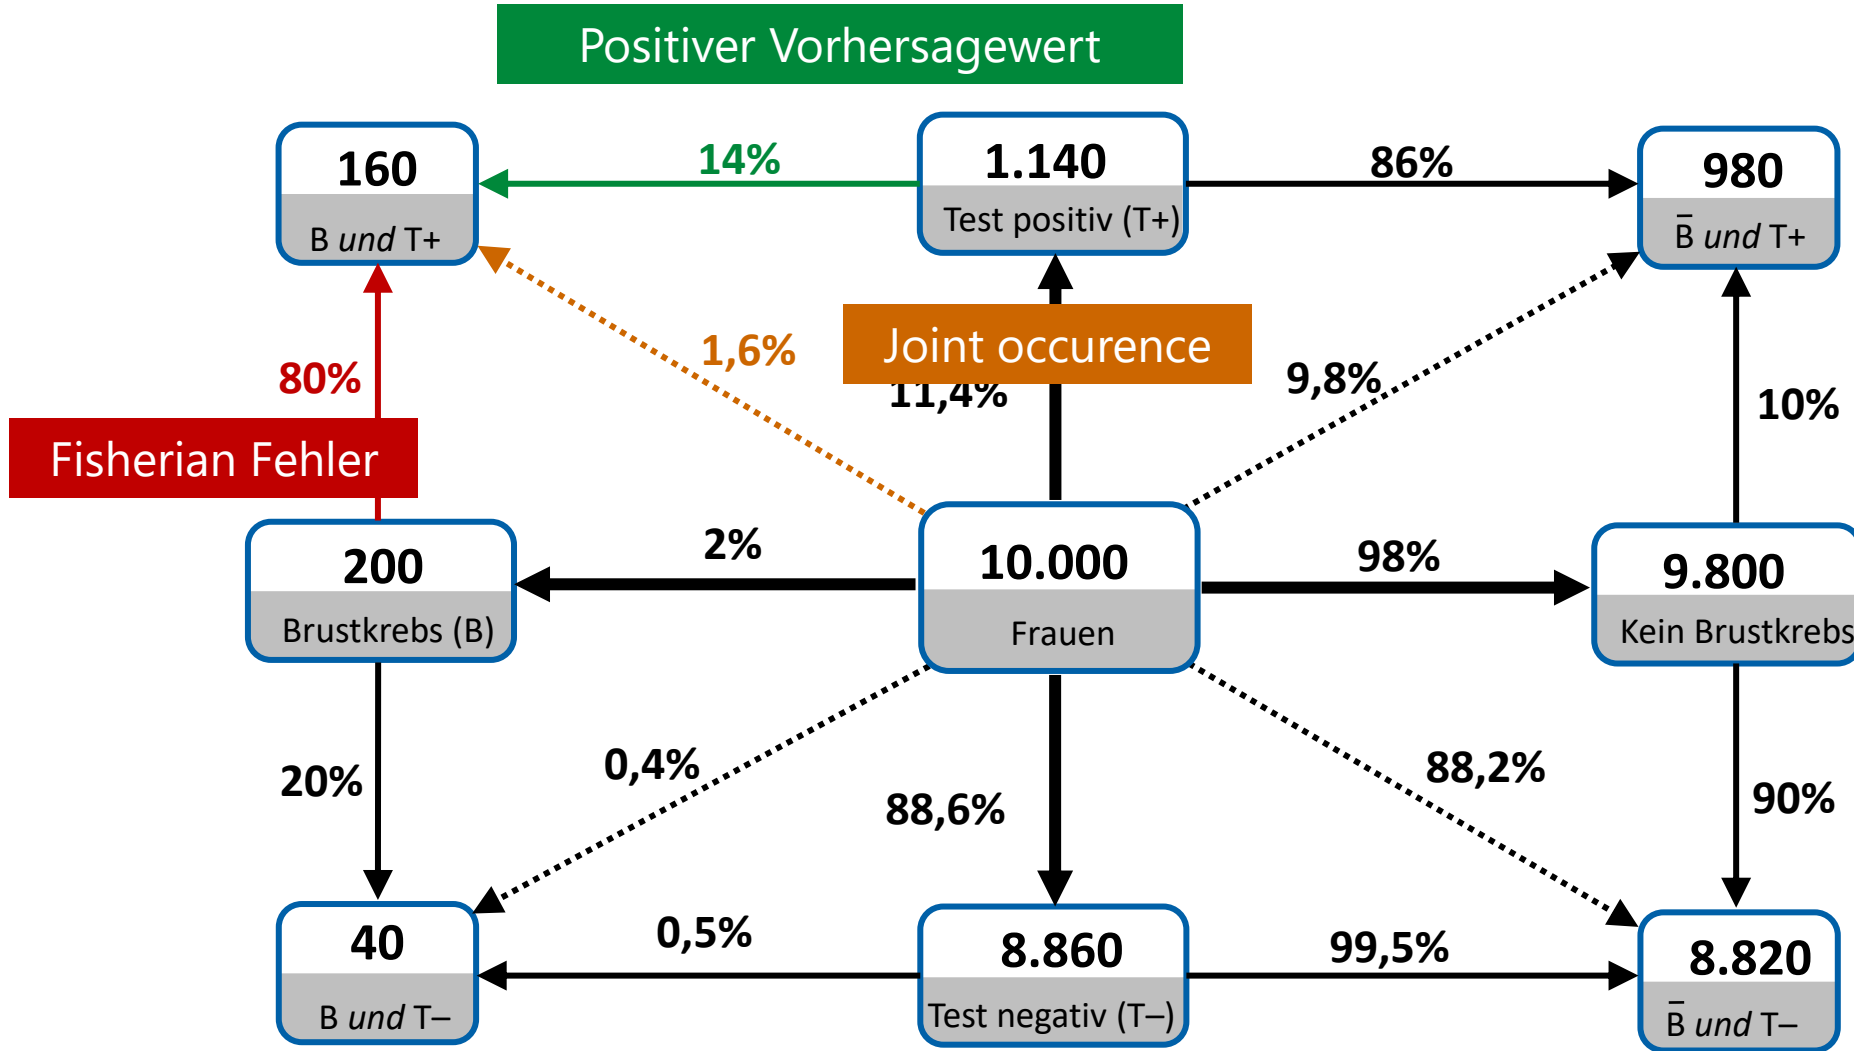 Positiver Vorhersagewert
160
B und T+
14%
1.140
Test positiv (T+)
86%
980
B̄ und T+
1,6%
Joint occurence
11,4%
9,8%
80%
10%
Fisherian Fehler
200
Brustkrebs (B)
2%
10.000
Frauen
98%
9.800
Kein Brustkrebs
20%
0,4%
88,6%
88,2%
90%
40
B und T–
0,5%
8.860
Test negativ (T–)
99,5%
8.820
B̄ und T–